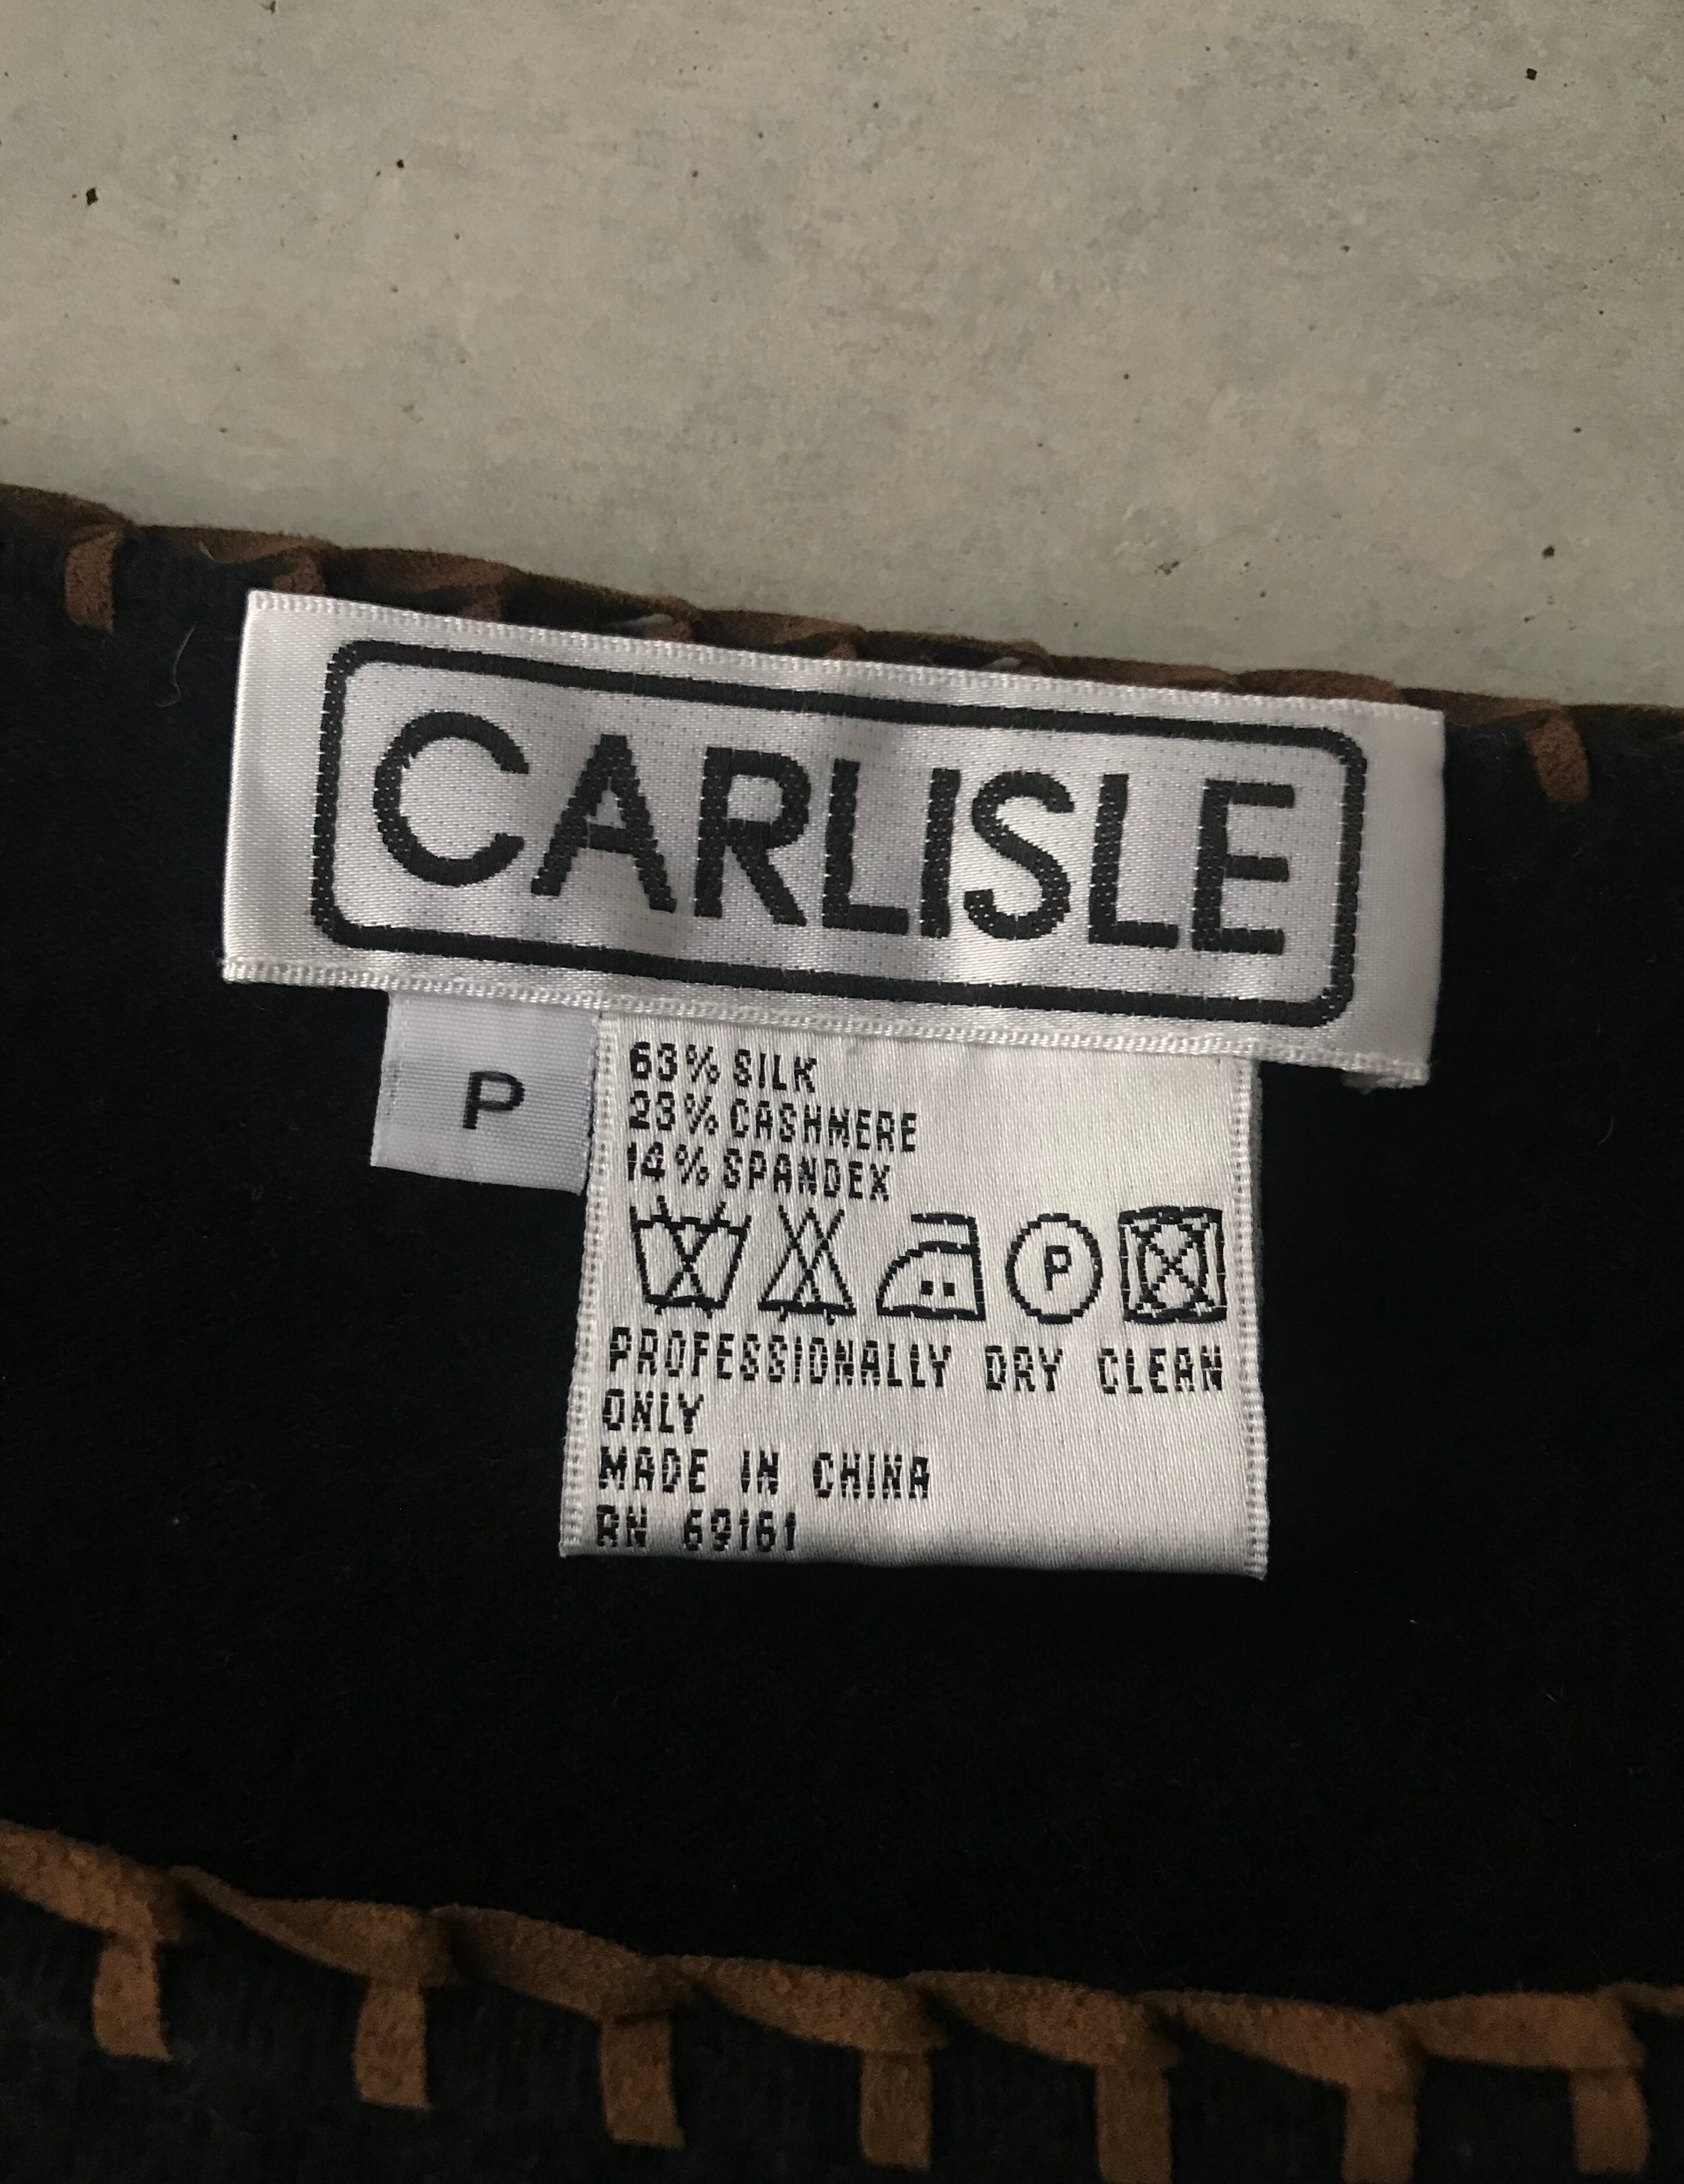 CARLISLE
P
63% SILK
23% CASHMERE
14% SPANDEX
P
PROFESSIONALLY DRY CLEAN
ONLY
MADE IN CHINA
RN 69161